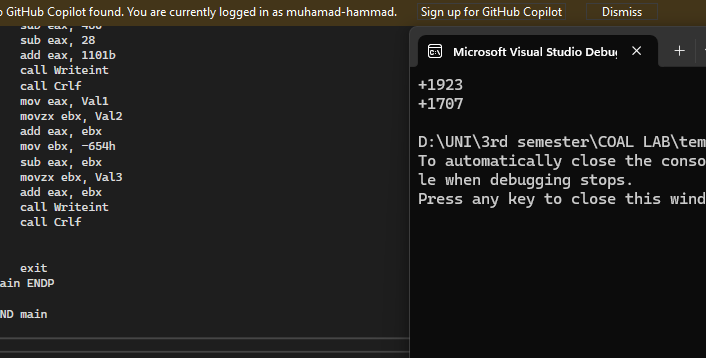 o GitHub Copilot found. You are currently logged in as muhamad-hammad. Sign up for GitHub Copilot Dismiss
sub eax, 28
add eax, 1101b
call Writeint
call Crlf
mov eax, Val1
movzx ebx, Val2
add eax, ebx
mov ebx, -654h
sub eax, ebx
movzx ebx, Val3
add eax, ebx
call Writeint
call Crlf
exit
ain ENDP
ND main
Microsoft Visual Studio Debug
+1923
+1707
D:\UNI\3rd semester\COAL LAB\tem
To automatically close the conso
le when debugging stops.
Press any key to close this wind